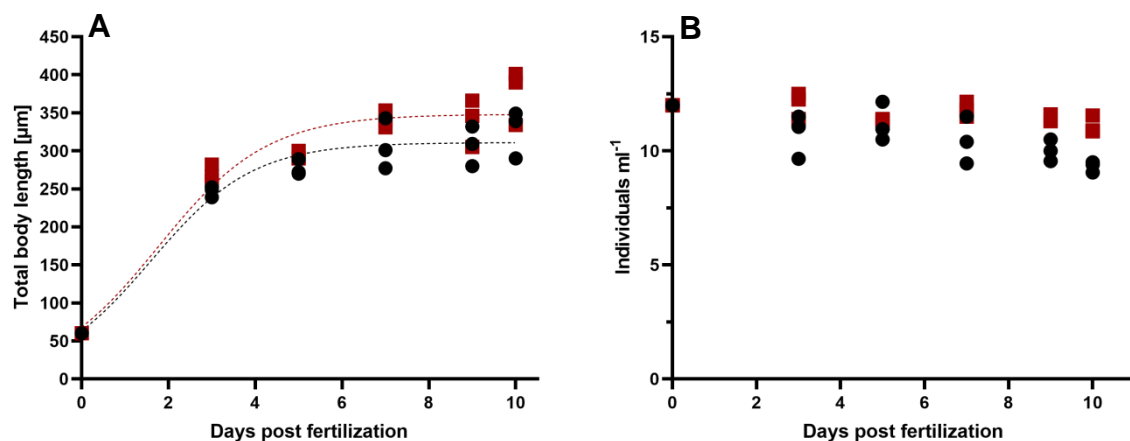 A
Total body length [µm]
450
400
350
300
250
200
150
100
50
0
0 2 4 6 8 10
Days post fertilization
B
Individuals ml⁻¹
15
10
5
0
0 2 4 6 8 10
Days post fertilization